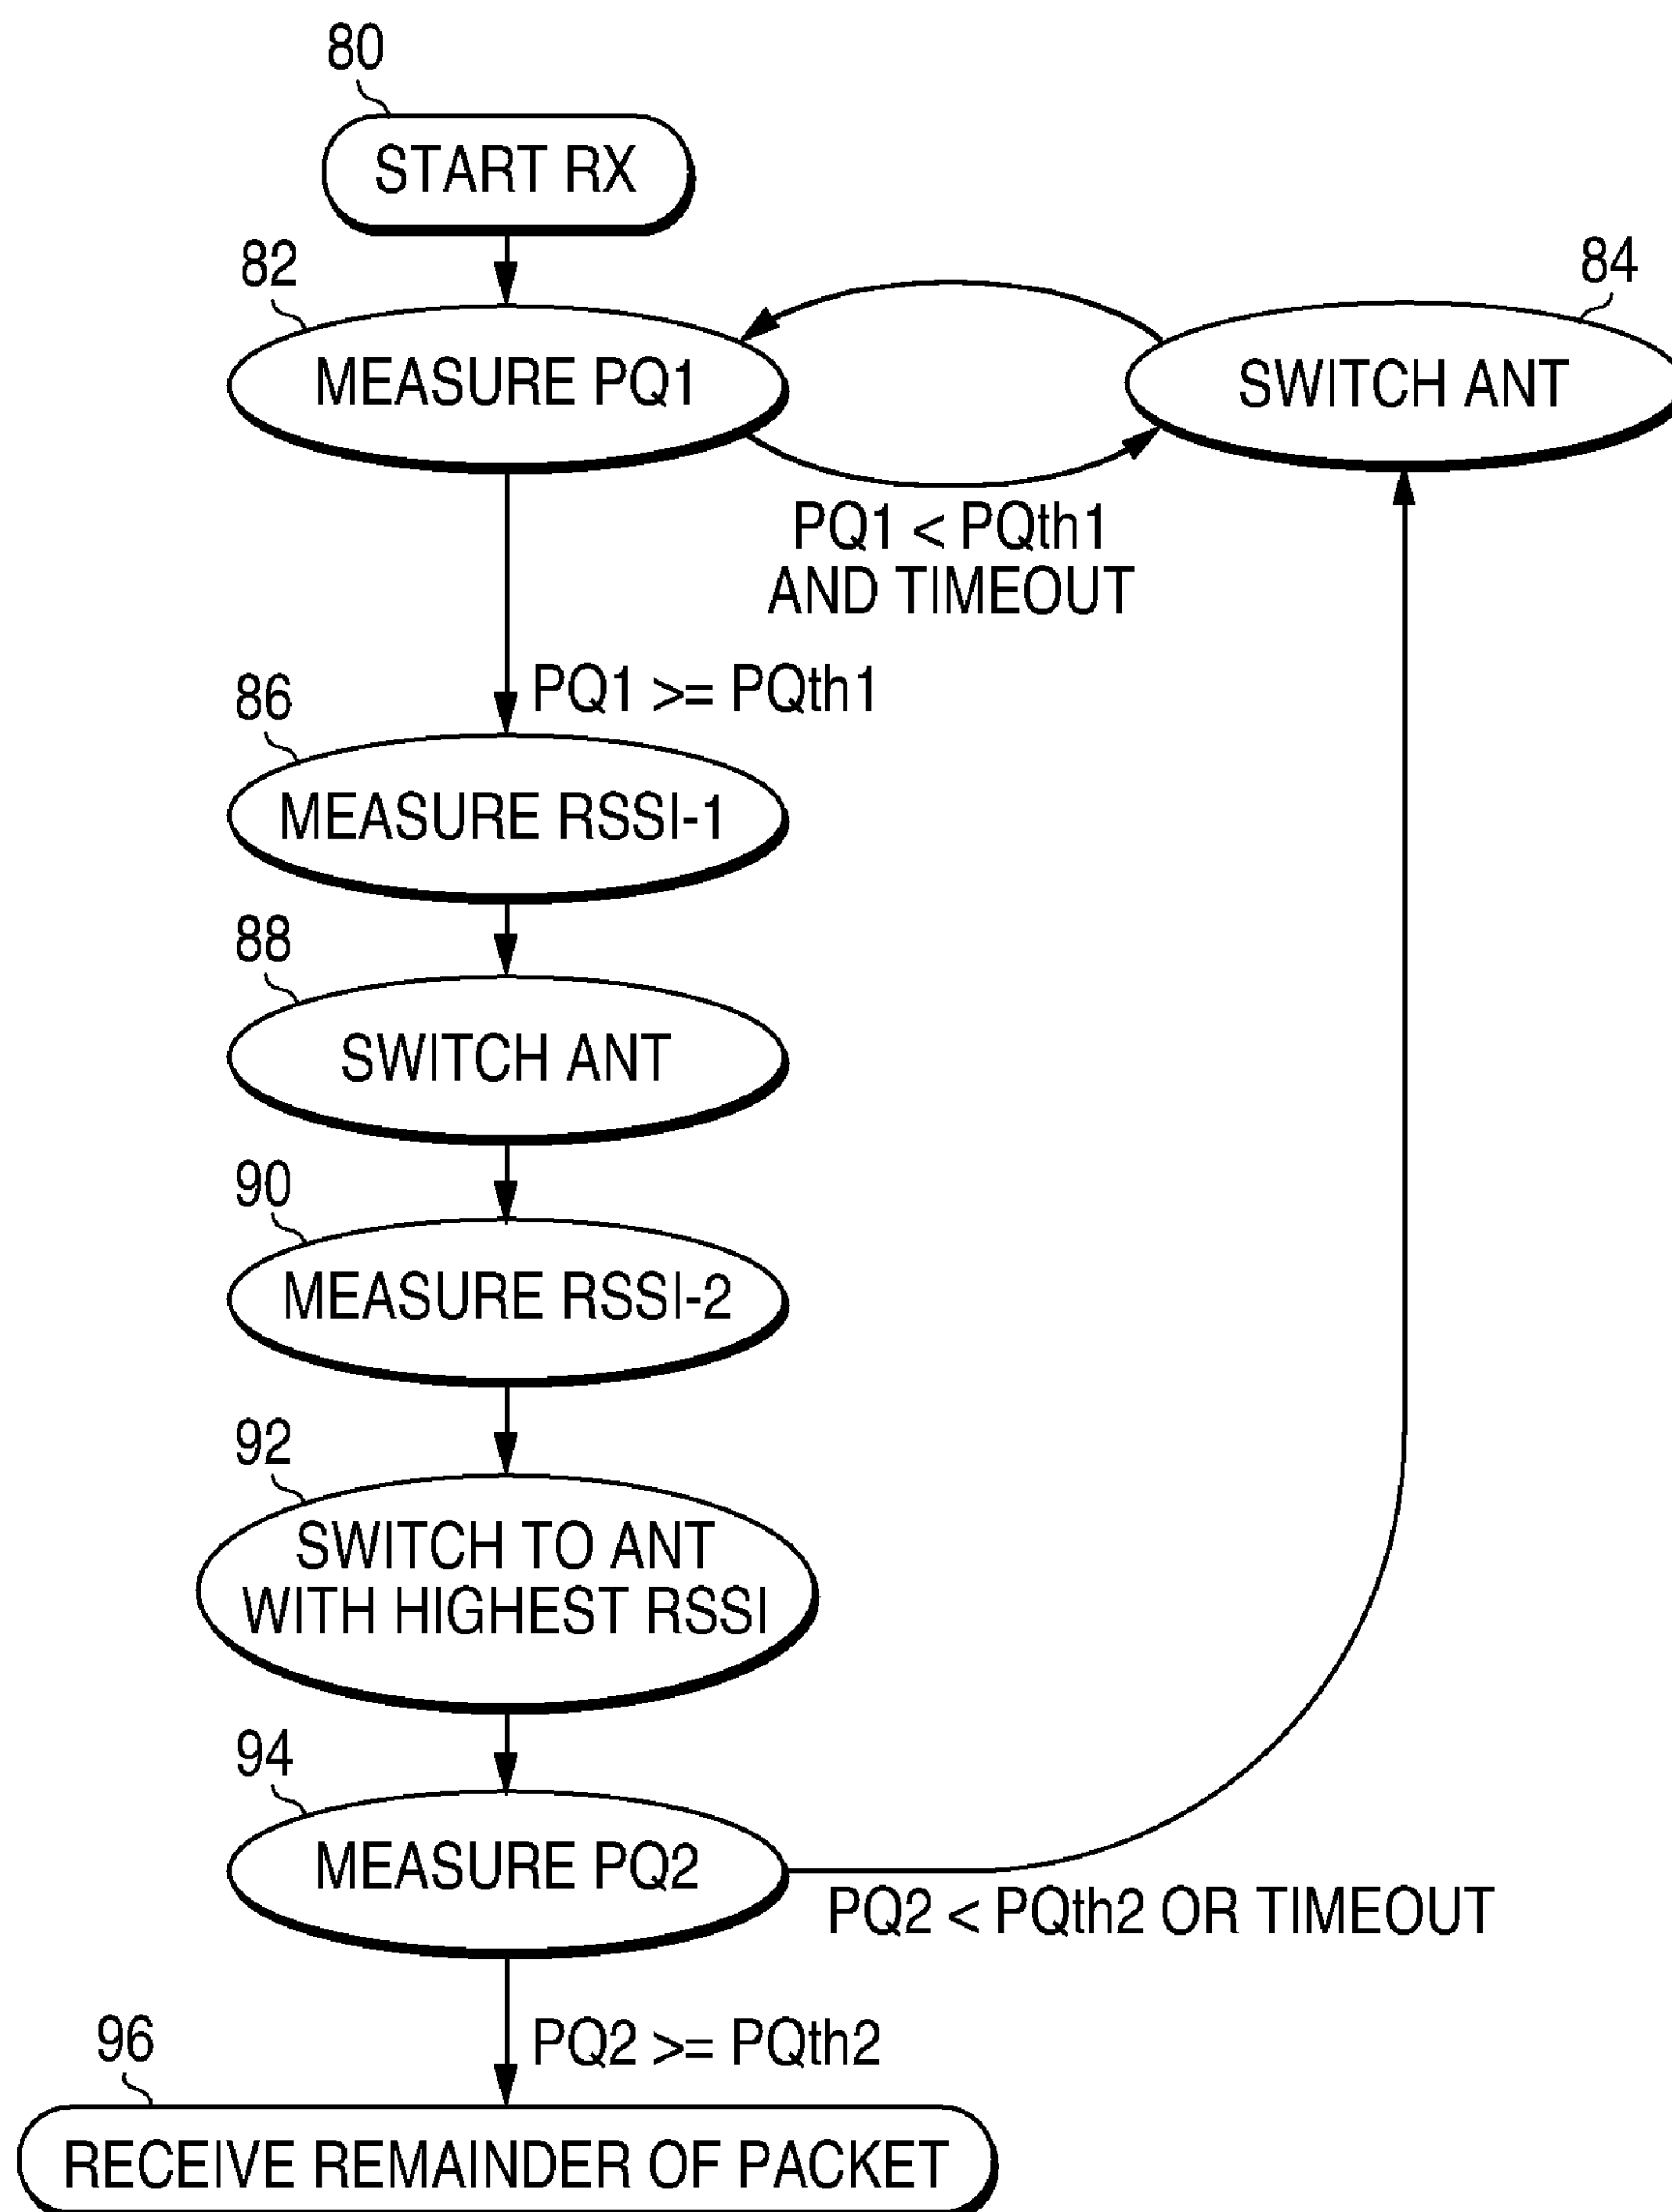 80
START RX
82
MEASURE PQ1
84
SWITCH ANT
PQ1 < PQth1
AND TIMEOUT
PQ1 >= PQth1
86
MEASURE RSSI-1
88
SWITCH ANT
90
MEASURE RSSI-2
92
SWITCH TO ANT
WITH HIGHEST RSSI
94
MEASURE PQ2
PQ2 < PQth2 OR TIMEOUT
PQ2 >= PQth2
96
RECEIVE REMAINDER OF PACKET